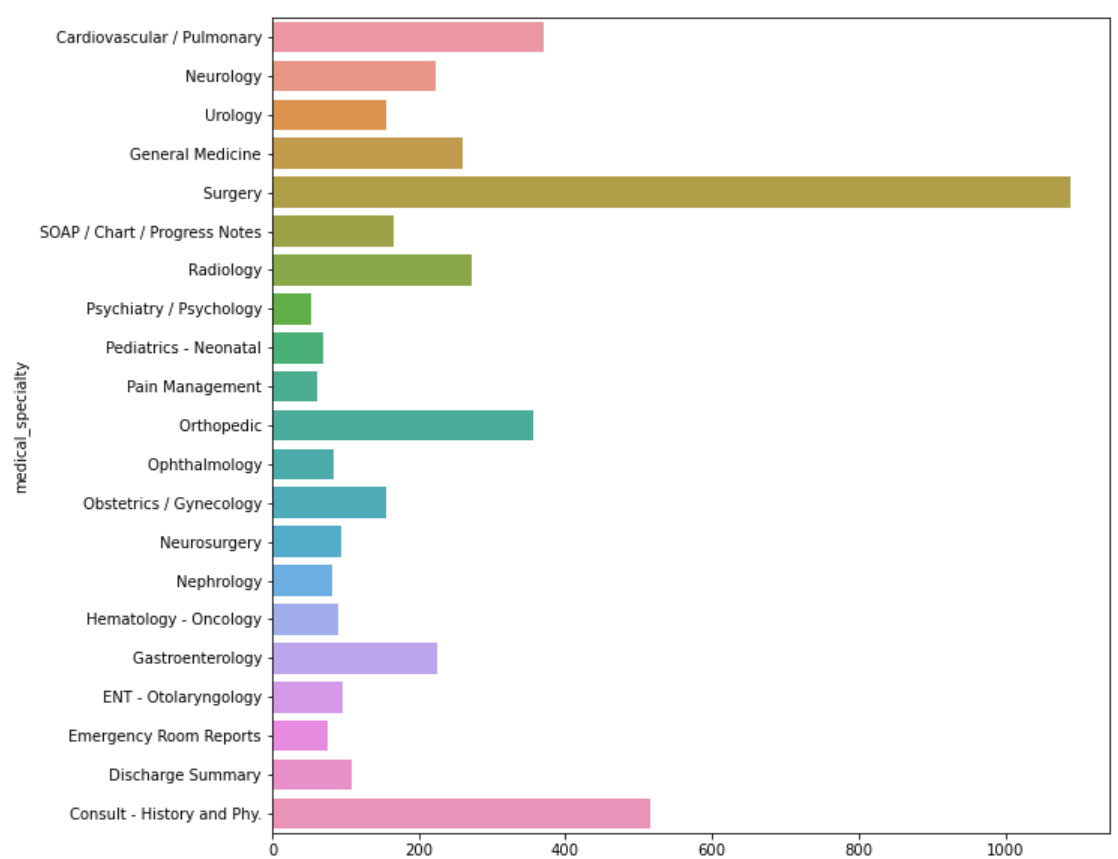 Cardiovascular / Pulmonary
Neurology
Urology
General Medicine
Surgery
SOAP / Chart / Progress Notes
Radiology
Psychiatry / Psychology
Pediatrics - Neonatal
Pain Management
Orthopedic
Ophthalmology
Obstetrics / Gynecology
Neurosurgery
Nephrology
Hematology - Oncology
Gastroenterology
ENT - Otolaryngology
Emergency Room Reports
Discharge Summary
Consult - History and Phy.
medical_specialty
0 200 400 600 800 1000